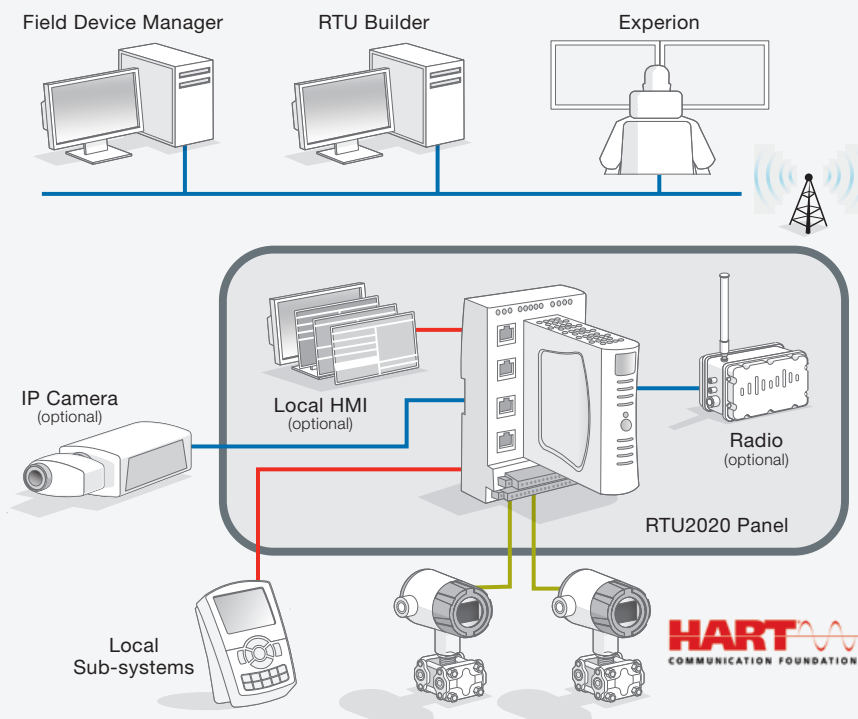 Field Device Manager
RTU Builder
Experion
IP Camera
(optional)
Local HMI
(optional)
Radio
(optional)
RTU2020 Panel
Local
Sub-systems
HART
COMMUNICATION FOUNDATION